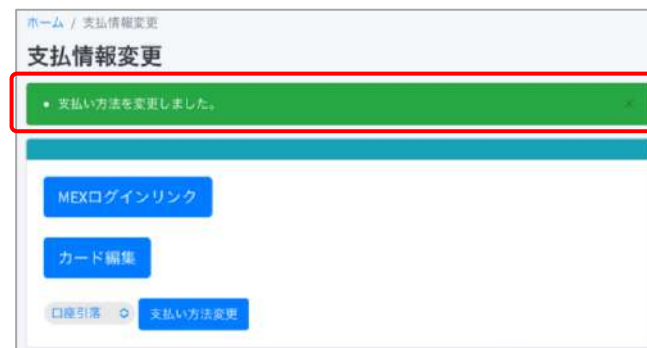 ホーム / 支払情報変更
支払情報変更
• 支払い方法を変更しました。 ×
MEXログインリンク
カード編集
口座引落 支払い方法変更